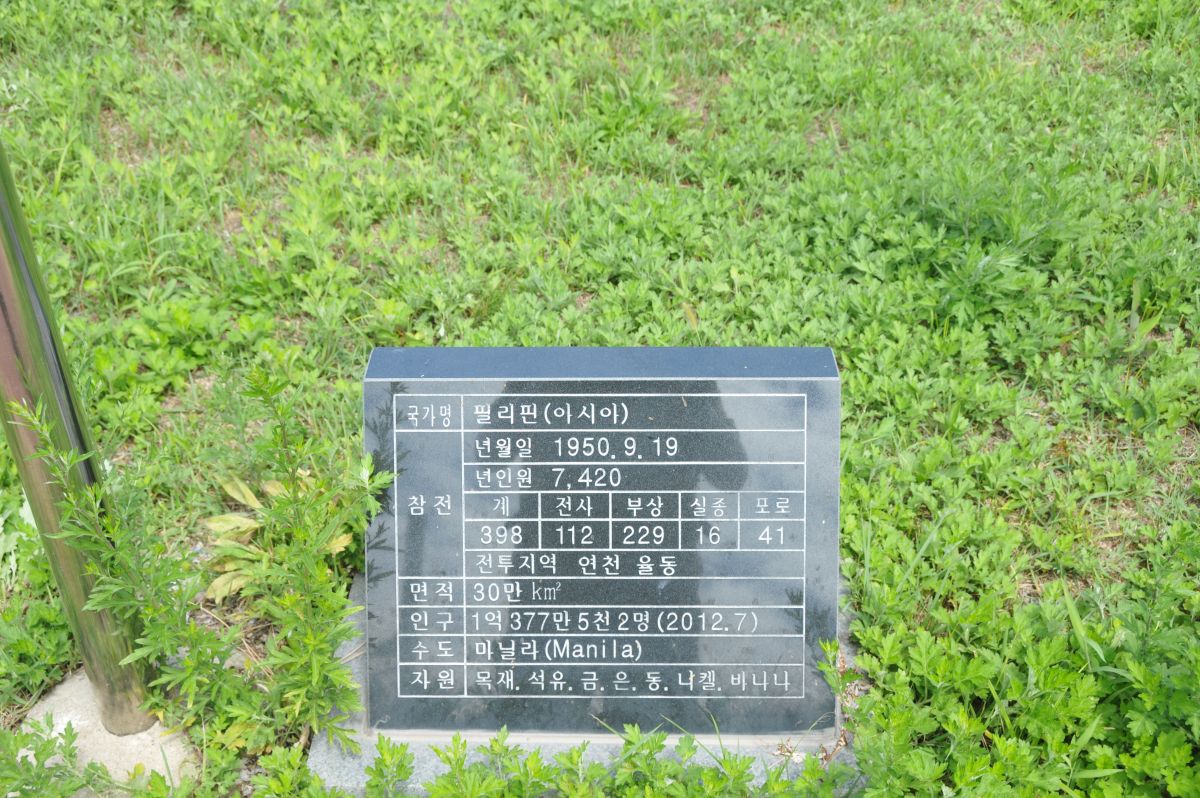 국가명 필리핀(아시아)
년월일 1950. 9. 19
년인원 7,420
참전 계 전사 부상 실종 포로
398 112 229 16 41
전투지역 연천 율동
면적 30만 ㎢
인구 1억 377만 5천 2명(2012.7)
수도 마닐라(Manila)
자원 목재. 석유. 금. 은. 동. 니켈. 바나나